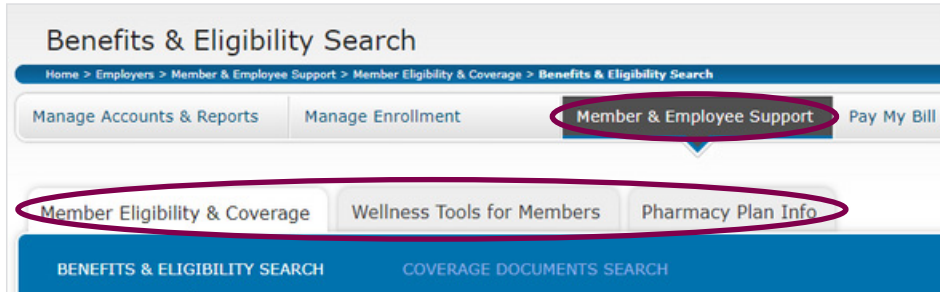 Benefits & Eligibility Search
Home > Employers > Member & Employee Support > Member Eligibility & Coverage > Benefits & Eligibility Search
Manage Accounts & Reports Manage Enrollment Member & Employee Support Pay My Bill
Member Eligibility & Coverage Wellness Tools for Members Pharmacy Plan Info
BENEFITS & ELIGIBILITY SEARCH COVERAGE DOCUMENTS SEARCH